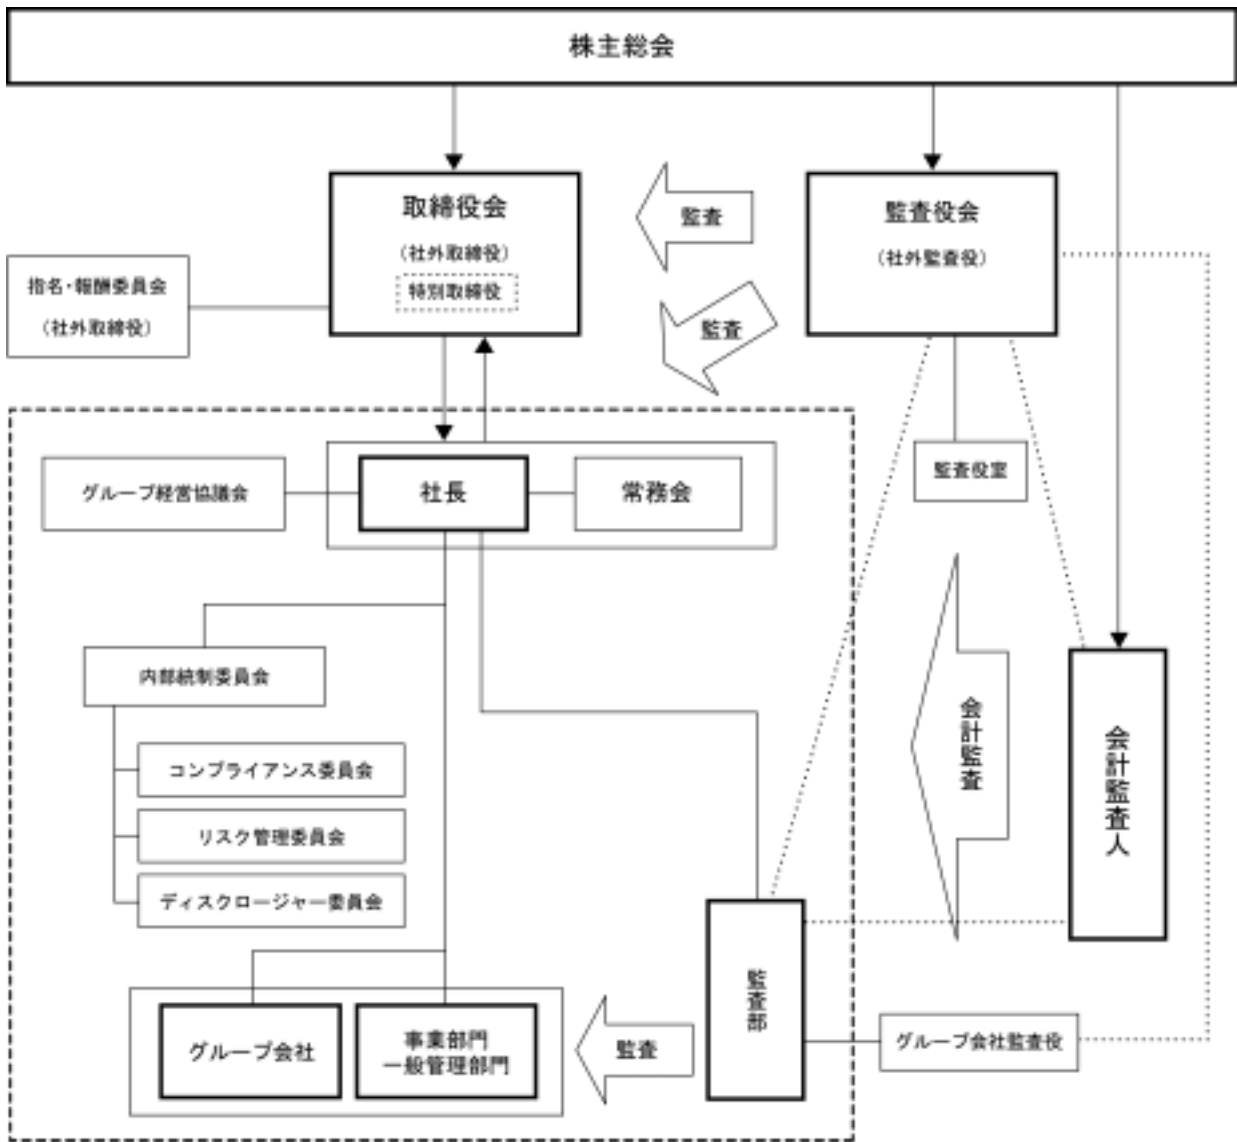 株主総会
取締役会
(社外取締役)
特別取締役
監査
監査役会
(社外監査役)
指名・報酬委員会
(社外取締役)
監査
グループ経営協議会
社長
常務会
監査役室
内部統制委員会
コンプライアンス委員会
リスク管理委員会
ディスクロージャー委員会
会計監査
会計監査人
監査部
グループ会社
事業部門
一般管理部門
監査
グループ会社監査役